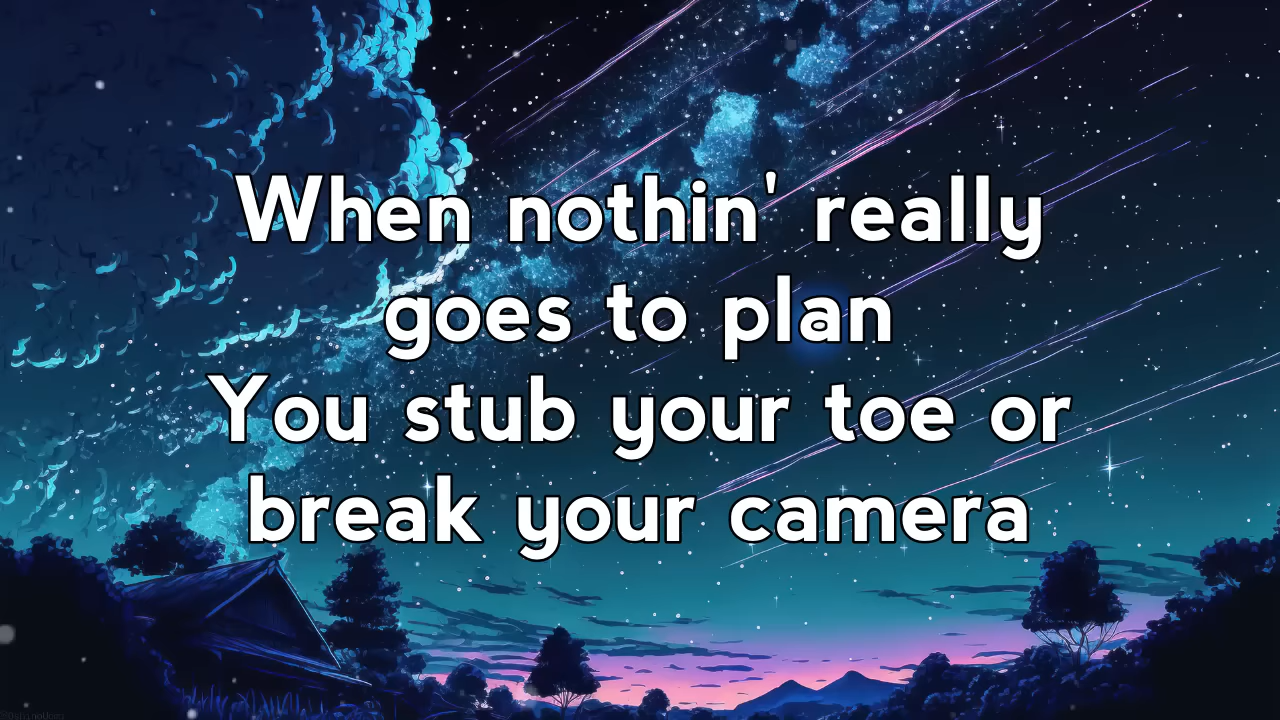 When nothin' really
goes to plan
You stub your toe or
break your camera